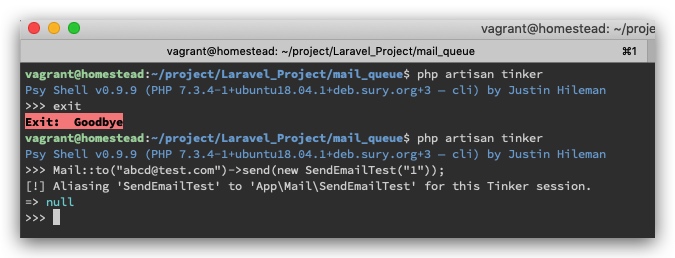 vagrant@homestead: ~/proje
vagrant@homestead: ~/project/Laravel_Project/mail_queue ⌘1
vagrant@homestead:~/project/Laravel_Project/mail_queue$ php artisan tinker
Psy Shell v0.9.9 (PHP 7.3.4-1+ubuntu18.04.1+deb.sury.org+3 — cli) by Justin Hileman
>>> exit
Exit:  Goodbye
vagrant@homestead:~/project/Laravel_Project/mail_queue$ php artisan tinker
Psy Shell v0.9.9 (PHP 7.3.4-1+ubuntu18.04.1+deb.sury.org+3 — cli) by Justin Hileman
>>> Mail::to("abcd@test.com")->send(new SendEmailTest("1"));
[!] Aliasing 'SendEmailTest' to 'App\Mail\SendEmailTest' for this Tinker session.
=> null
>>>